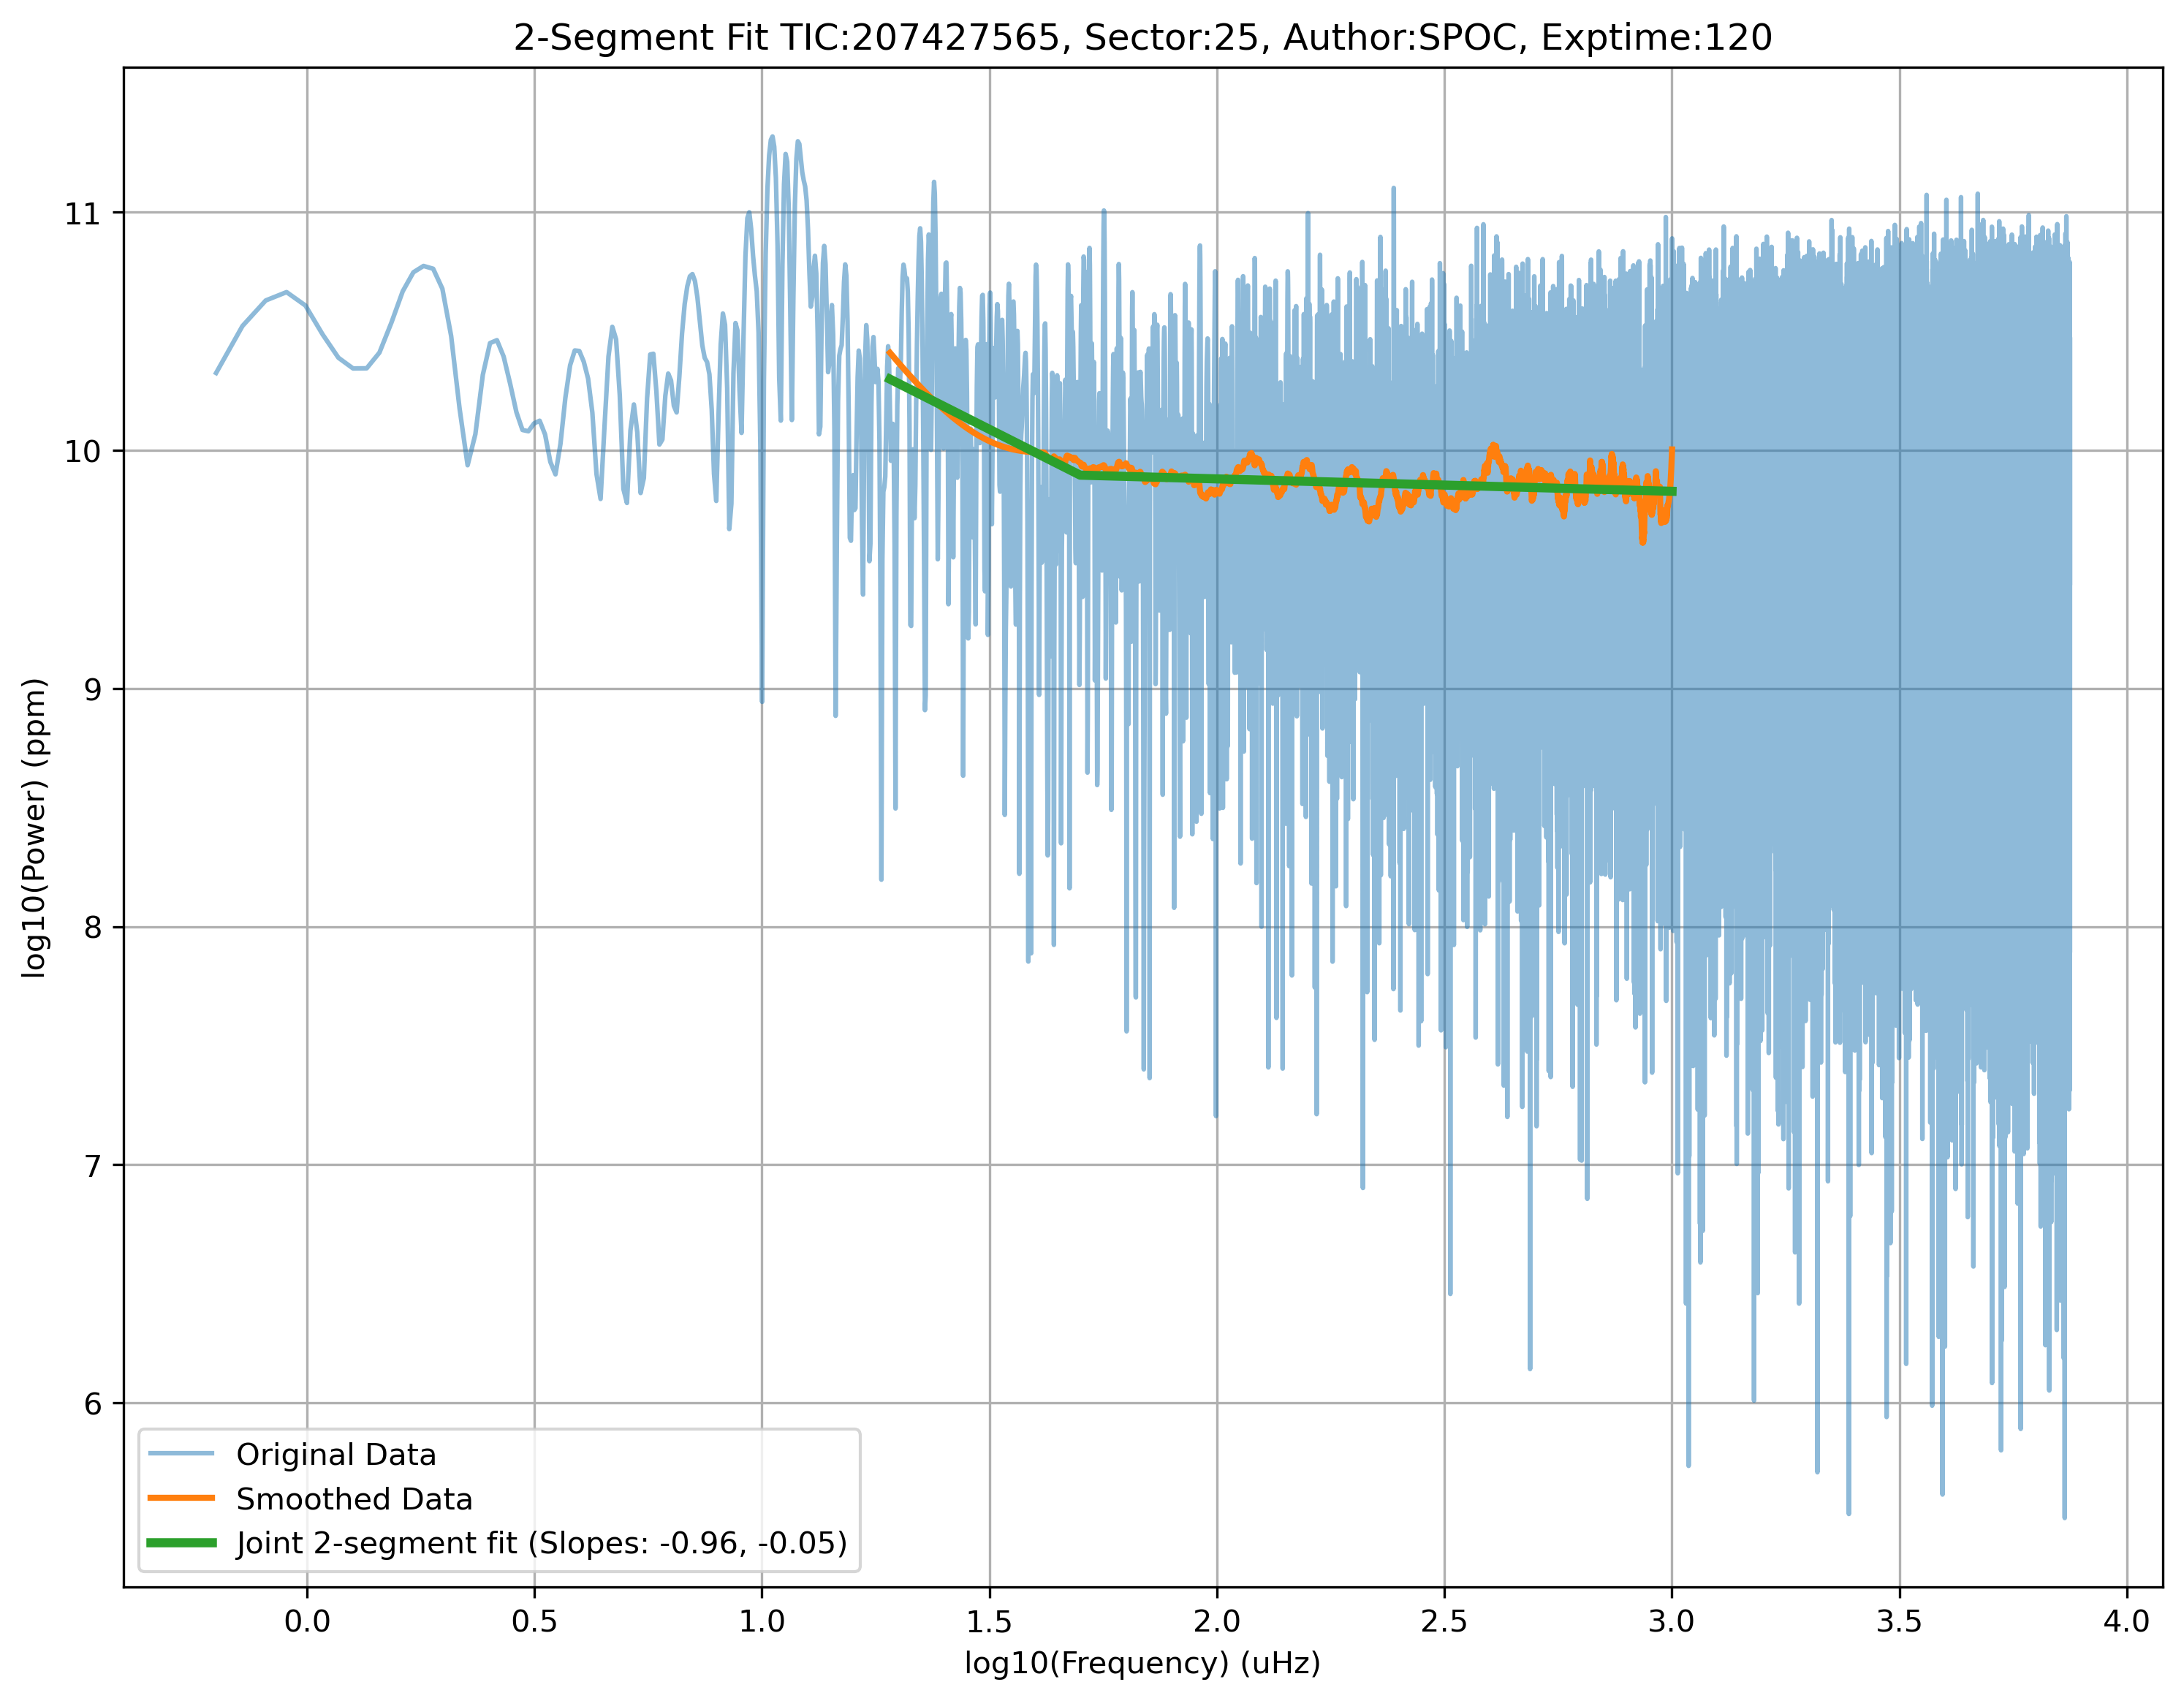 2-Segment Fit TIC:207427565, Sector:25, Author:SPOC, Exptime:120
log10(Power) (ppm)
11
10
9
8
7
6
Original Data
Smoothed Data
Joint 2-segment fit (Slopes: -0.96, -0.05)
0.0 0.5 1.0 1.5 2.0 2.5 3.0 3.5 4.0
log10(Frequency) (uHz)